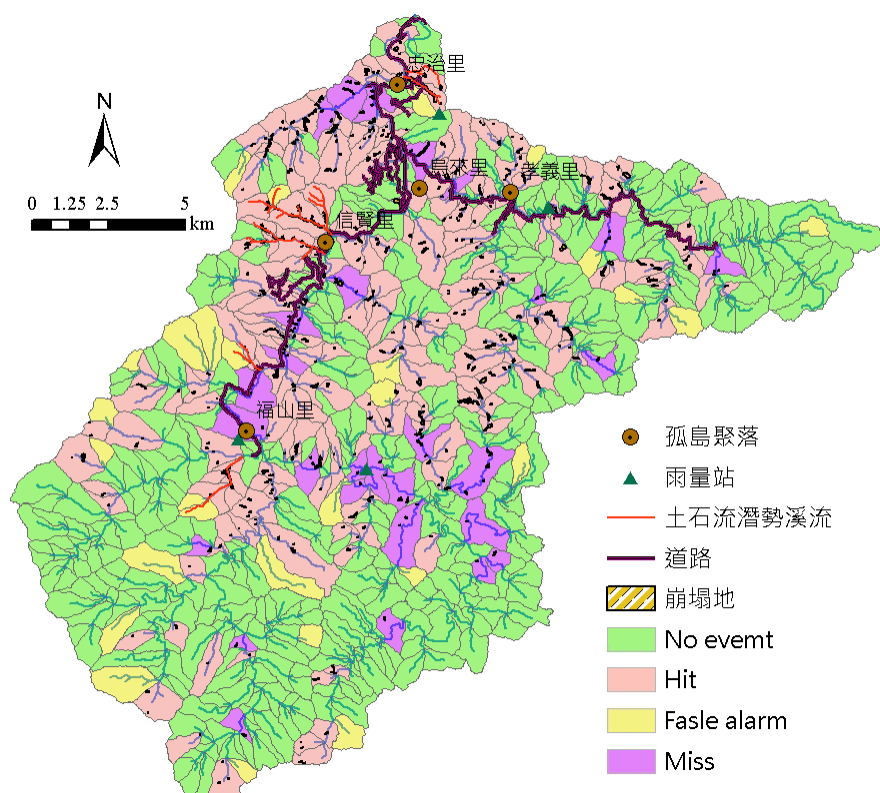 忠治里
N
烏來里
孝義里
0 1.25 2.5 5
km
信賢里
福山里
孤島聚落
雨量站
土石流潛勢溪流
道路
崩塌地
No evemt
Hit
Fasle alarm
Miss